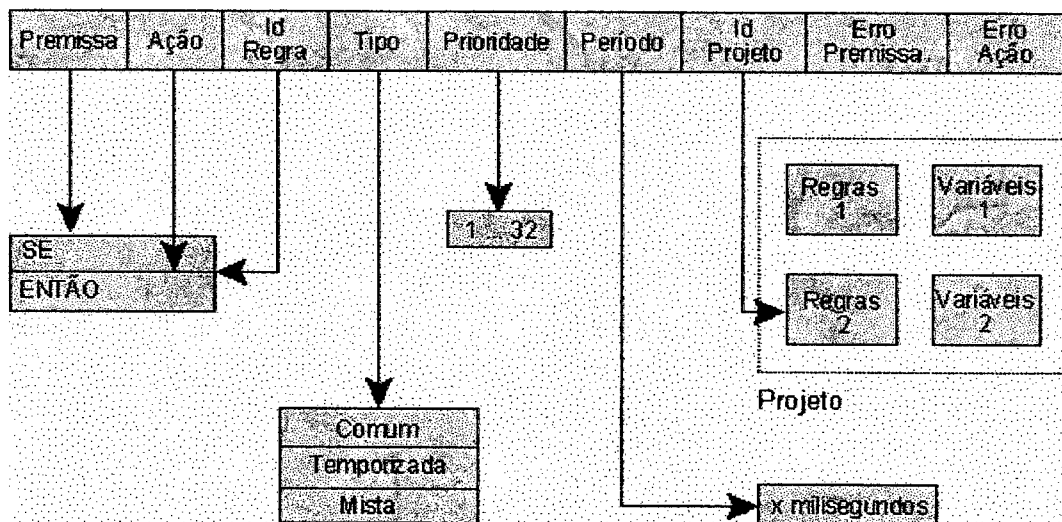 Premissa
Ação
Id
Regra
Tipo
Prioridade
Período
Id
Projeto
Erro
Premissa
Erro
Ação
Regras
1
Variáveis
1
1 ... 32
SE
ENTÃO
Regras
2
Variáveis
2
Projeto
Comum
Temporizada
Mista
x milisegundos